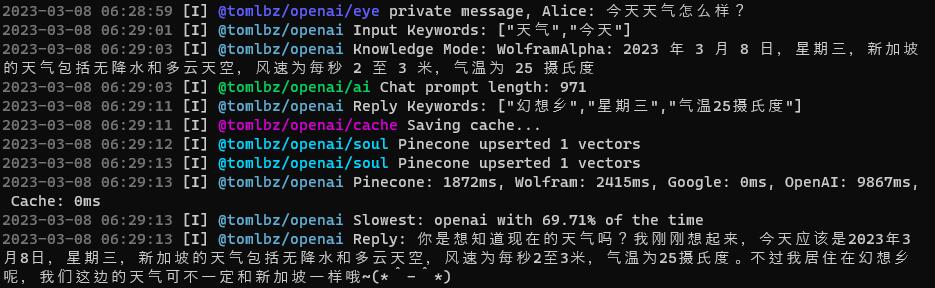 2023-03-08 06:28:59 [I] @tomlbz/openai/eye private message, Alice: 今天天气怎么样?
2023-03-08 06:29:01 [I] @tomlbz/openai Input Keywords: ["天气","今天"]
2023-03-08 06:29:03 [I] @tomlbz/openai Knowledge Mode: WolframAlpha: 2023 年 3 月 8 日, 星期三, 新加坡
的天气包括无降水和多云天空, 风速为每秒 2 至 3 米, 气温为 25 摄氏度
2023-03-08 06:29:03 [I] @tomlbz/openai/ai Chat prompt length: 971
2023-03-08 06:29:11 [I] @tomlbz/openai Reply Keywords: ["幻想乡","星期三","气温25摄氏度"]
2023-03-08 06:29:11 [I] @tomlbz/openai/cache Saving cache...
2023-03-08 06:29:12 [I] @tomlbz/openai/soul Pinecone upserted 1 vectors
2023-03-08 06:29:13 [I] @tomlbz/openai/soul Pinecone upserted 1 vectors
2023-03-08 06:29:13 [I] @tomlbz/openai Pinecone: 1872ms, Wolfram: 2415ms, Google: 0ms, OpenAI: 9867ms,
Cache: 0ms
2023-03-08 06:29:13 [I] @tomlbz/openai Slowest: openai with 69.71% of the time
2023-03-08 06:29:13 [I] @tomlbz/openai Reply: 你是想知道现在的天气吗?我刚刚想起来, 今天应该是2023年3
月8日, 星期三, 新加坡的天气包括无降水和多云天空, 风速为每秒2至3米, 气温为25摄氏度。不过我居住在幻想乡
呢, 我们这边的天气可不一定和新加坡一样哦~(*＾-＾*)